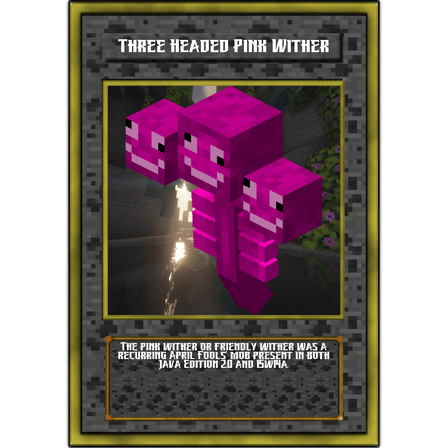 Three Headed Pink Wither
The pink wither or friendly wither was a
recurring April Fools' mob present in both
Java Edition 2.0 and 15w14a.